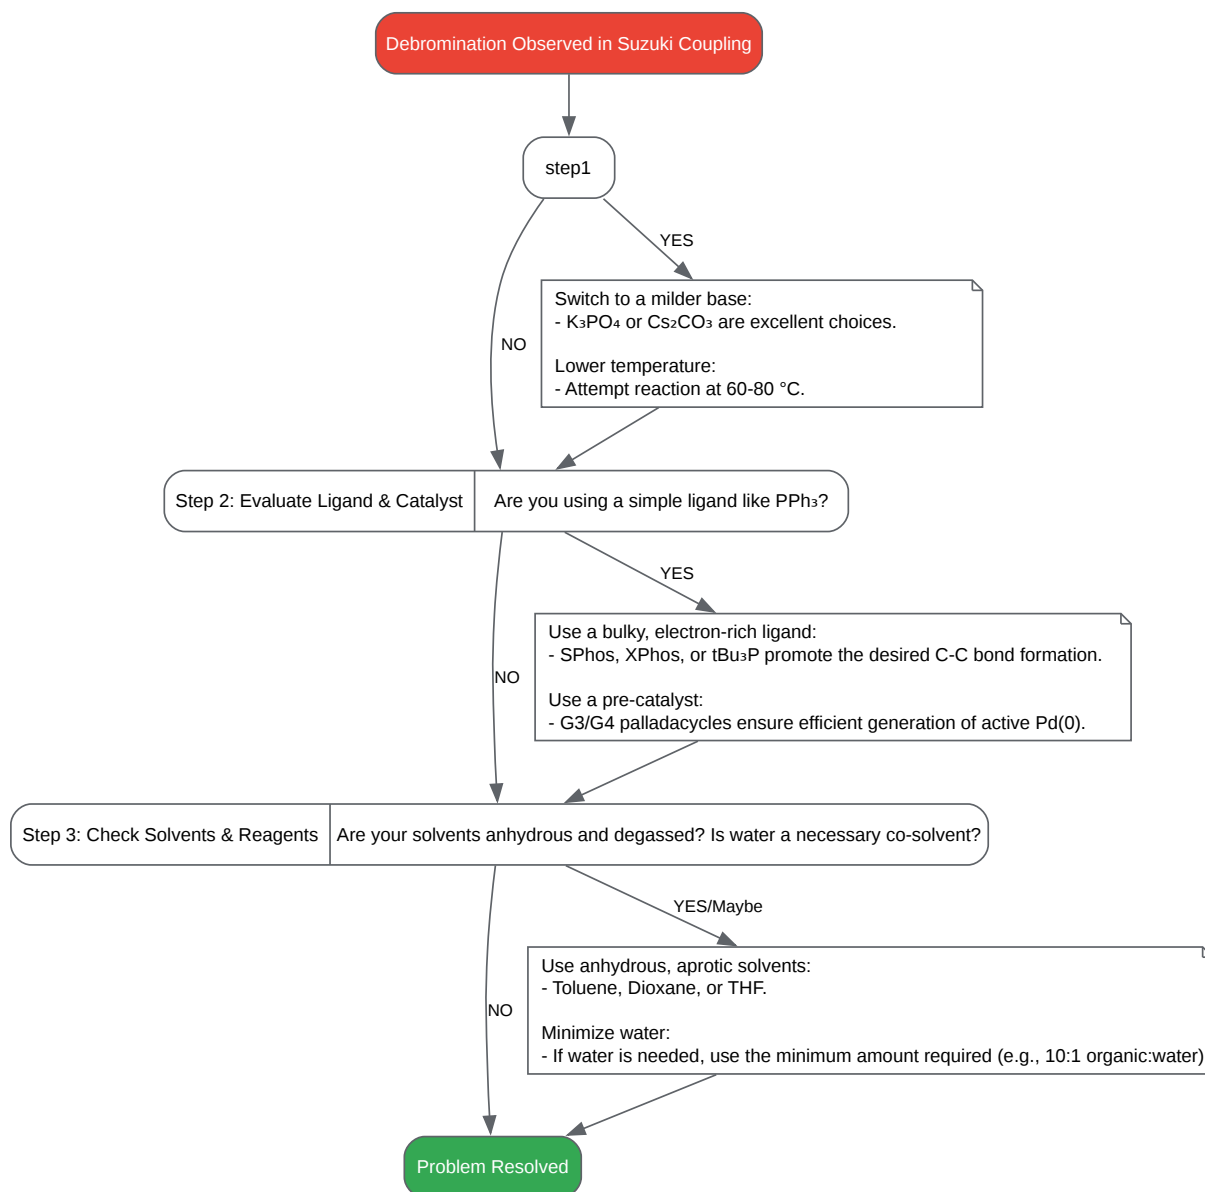 Debromination Observed in Suzuki Coupling
step1
YES
NO
Switch to a milder base:
- K₃PO₄ or Cs₂CO₃ are excellent choices.
Lower temperature:
- Attempt reaction at 60-80 °C.
Step 2: Evaluate Ligand & Catalyst
Are you using a simple ligand like PPh₃?
YES
NO
Use a bulky, electron-rich ligand:
- SPhos, XPhos, or tBu₃P promote the desired C-C bond formation.
Use a pre-catalyst:
- G3/G4 palladacycles ensure efficient generation of active Pd(0).
Step 3: Check Solvents & Reagents
Are your solvents anhydrous and degassed? Is water a necessary co-solvent?
YES/Maybe
NO
Use anhydrous, aprotic solvents:
- Toluene, Dioxane, or THF.
Minimize water:
- If water is needed, use the minimum amount required (e.g., 10:1 organic:water)
Problem Resolved